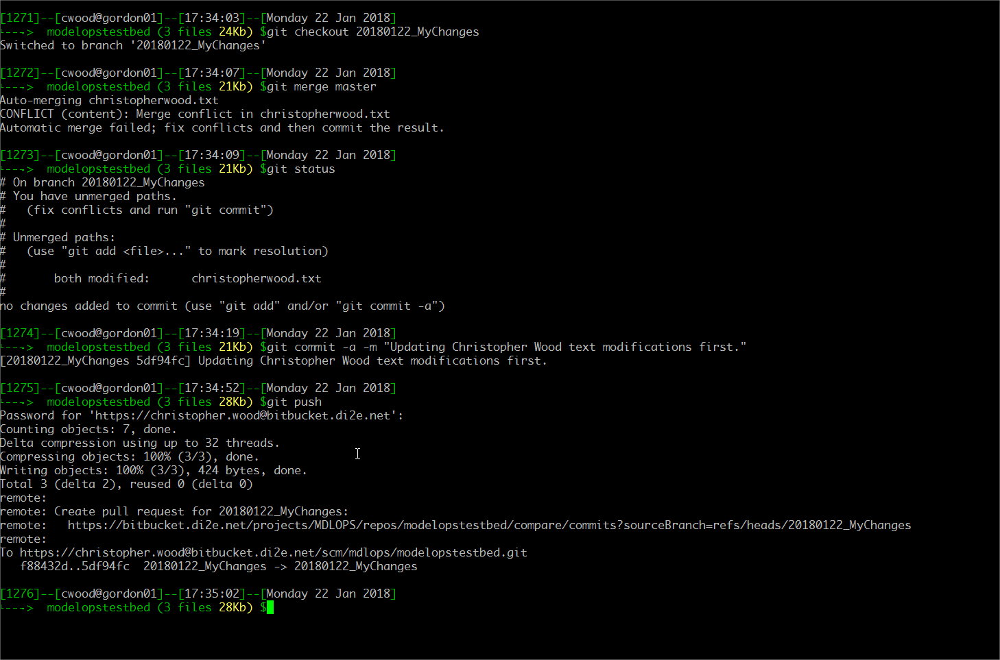 [1271]--[cwood@gordon01]--[17:34:03]--[Monday 22 Jan 2018]
----> modelopstestbed (3 files 24Kb) $git checkout 20180122_MyChanges
Switched to branch '20180122_MyChanges'
[1272]--[cwood@gordon01]--[17:34:07]--[Monday 22 Jan 2018]
----> modelopstestbed (3 files 21Kb) $git merge master
Auto-merging christopherwood.txt
CONFLICT (content): Merge conflict in christopherwood.txt
Automatic merge failed; fix conflicts and then commit the result.
[1273]--[cwood@gordon01]--[17:34:09]--[Monday 22 Jan 2018]
----> modelopstestbed (3 files 21Kb) $git status
# On branch 20180122_MyChanges
# You have unmerged paths.
#   (fix conflicts and run "git commit")
#
# Unmerged paths:
#   (use "git add <file>..." to mark resolution)
#
#       both modified:      christopherwood.txt
#
no changes added to commit (use "git add" and/or "git commit -a")
[1274]--[cwood@gordon01]--[17:34:19]--[Monday 22 Jan 2018]
----> modelopstestbed (3 files 21Kb) $git commit -a -m "Updating Christopher Wood text modifications first."
[20180122_MyChanges 5df94fc] Updating Christopher Wood text modifications first.
[1275]--[cwood@gordon01]--[17:34:52]--[Monday 22 Jan 2018]
----> modelopstestbed (3 files 28Kb) $git push
Password for 'https://christopher.wood@bitbucket.di2e.net':
Counting objects: 7, done.
Delta compression using up to 32 threads.
Compressing objects: 100% (3/3), done.
Writing objects: 100% (3/3), 424 bytes, done.
Total 3 (delta 2), reused 0 (delta 0)
remote:
remote: Create pull request for 20180122_MyChanges:
remote:   https://bitbucket.di2e.net/projects/MDLOPS/repos/modelopstestbed/compare/commits?sourceBranch=refs/heads/20180122_MyChanges
remote:
To https://christopher.wood@bitbucket.di2e.net/scm/mdlops/modelopstestbed.git
   f88432d..5df94fc  20180122_MyChanges -> 20180122_MyChanges
[1276]--[cwood@gordon01]--[17:35:02]--[Monday 22 Jan 2018]
----> modelopstestbed (3 files 28Kb) $